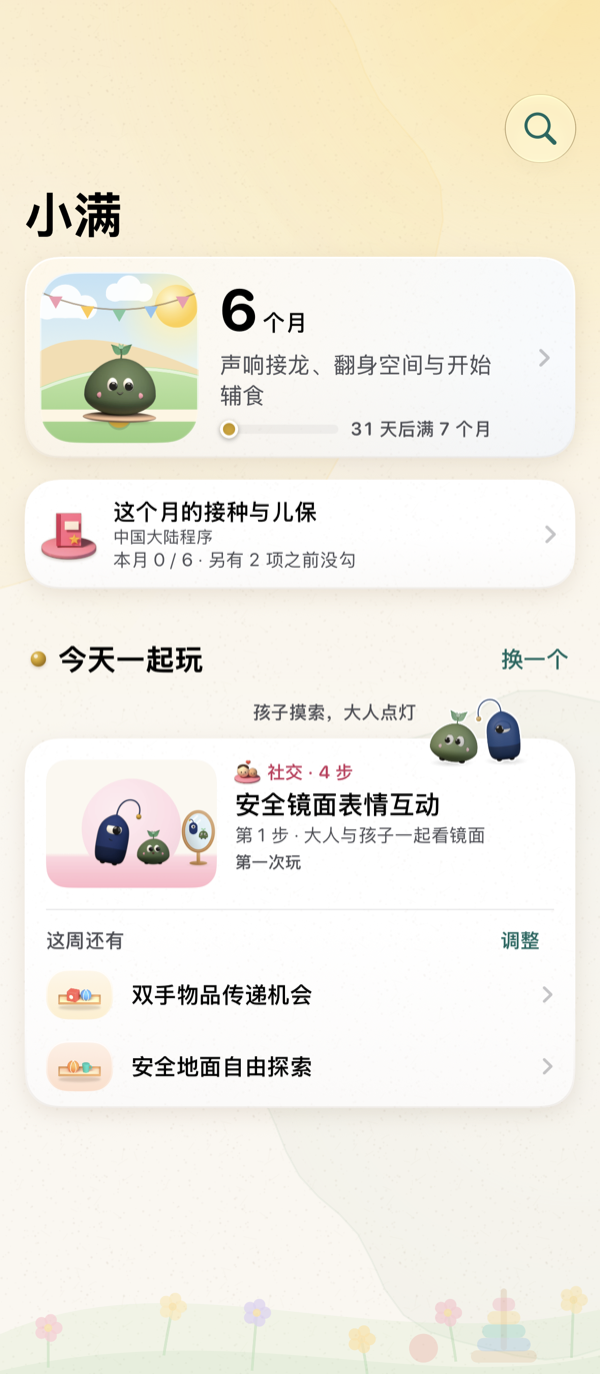 小满
6个月
声响接龙、翻身空间与开始
辅食
31 天后满 7 个月
这个月的接种与儿保
中国大陆程序
本月 0 / 6 · 另有 2 项之前没勾
今天一起玩
换一个
孩子摸索，大人点灯
社交 · 4 步
安全镜面表情互动
第 1 步 · 大人与孩子一起看镜面
第一次玩
这周还有
调整
双手物品传递机会
安全地面自由探索